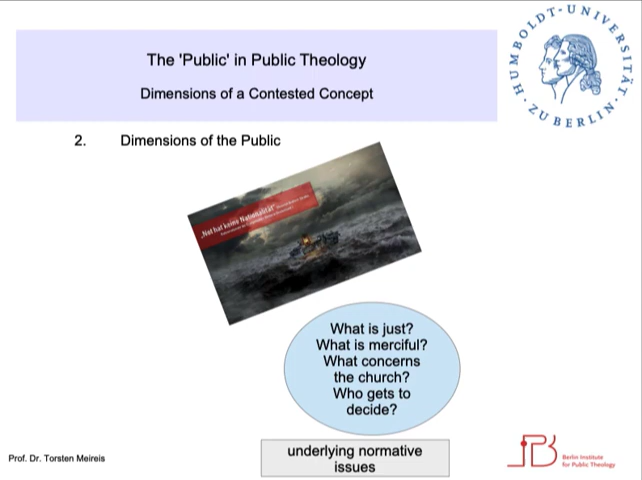 The 'Public' in Public Theology
Dimensions of a Contested Concept
HUMBOLDT-UNIVERSITÄT · ZU BERLIN ·
2. Dimensions of the Public
„Not hat keine Nationalität“
What is just?
What is merciful?
What concerns
the church?
Who gets to
decide?
underlying normative
issues
Prof. Dr. Torsten Meireis
Berlin Institute
for Public Theology